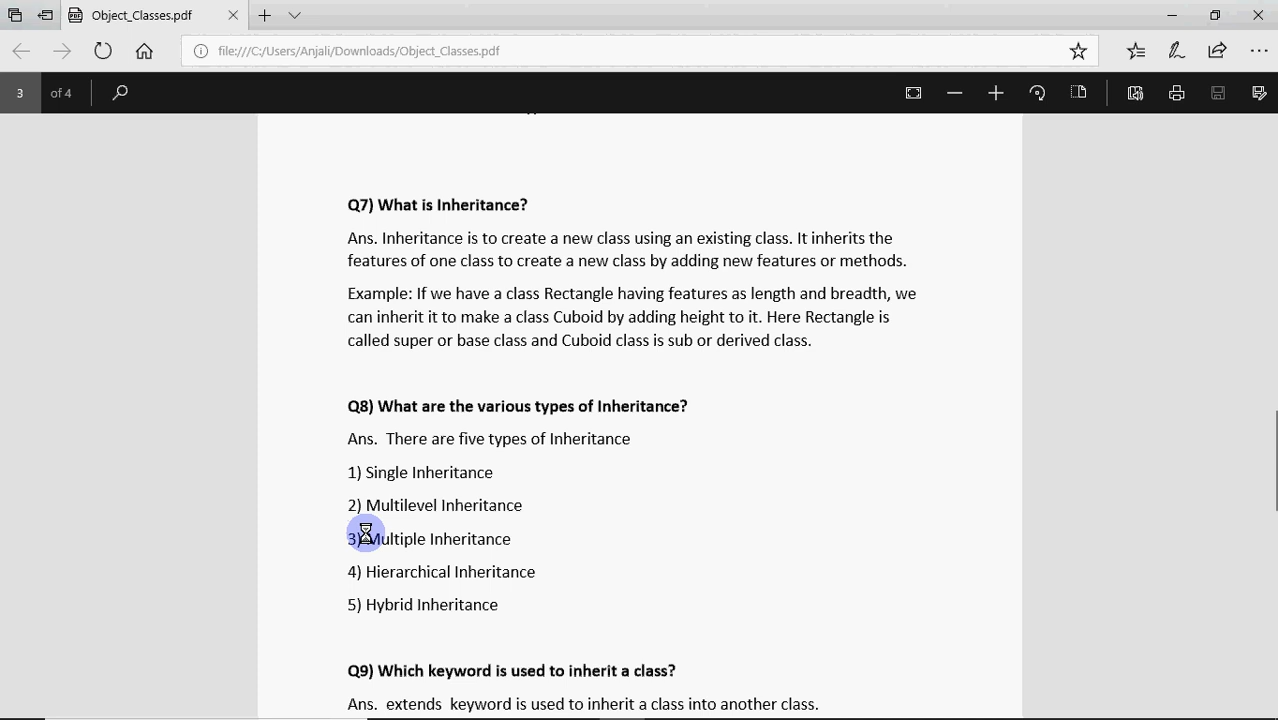 Object_Classes.pdf
file:///C:/Users/Anjali/Downloads/Object_Classes.pdf
3 of 4
Q7) What is Inheritance?
Ans. Inheritance is to create a new class using an existing class. It inherits the
features of one class to create a new class by adding new features or methods.
Example: If we have a class Rectangle having features as length and breadth, we
can inherit it to make a class Cuboid by adding height to it. Here Rectangle is
called super or base class and Cuboid class is sub or derived class.
Q8) What are the various types of Inheritance?
Ans.  There are five types of Inheritance
1) Single Inheritance
2) Multilevel Inheritance
3) Multiple Inheritance
4) Hierarchical Inheritance
5) Hybrid Inheritance
Q9) Which keyword is used to inherit a class?
Ans.  extends  keyword is used to inherit a class into another class.